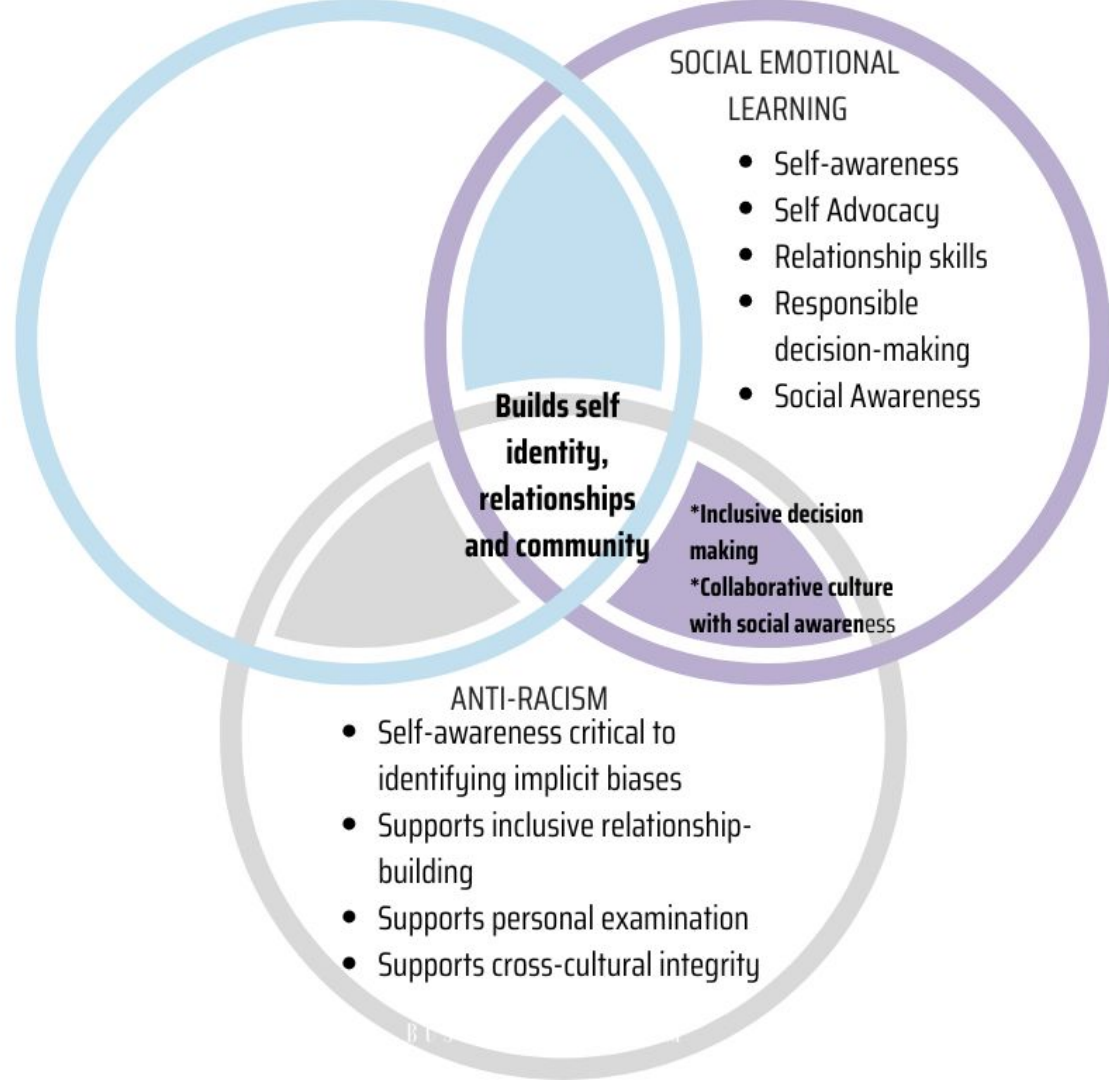 SOCIAL EMOTIONAL
LEARNING
• Self-awareness
• Self Advocacy
• Relationship skills
• Responsible
decision-making
• Social Awareness
Builds self
identity,
relationships
and community
*Inclusive decision
making
*Collaborative culture
with social awareness
ANTI-RACISM
• Self-awareness critical to
identifying implicit biases
• Supports inclusive relationship-
building
• Supports personal examination
• Supports cross-cultural integrity